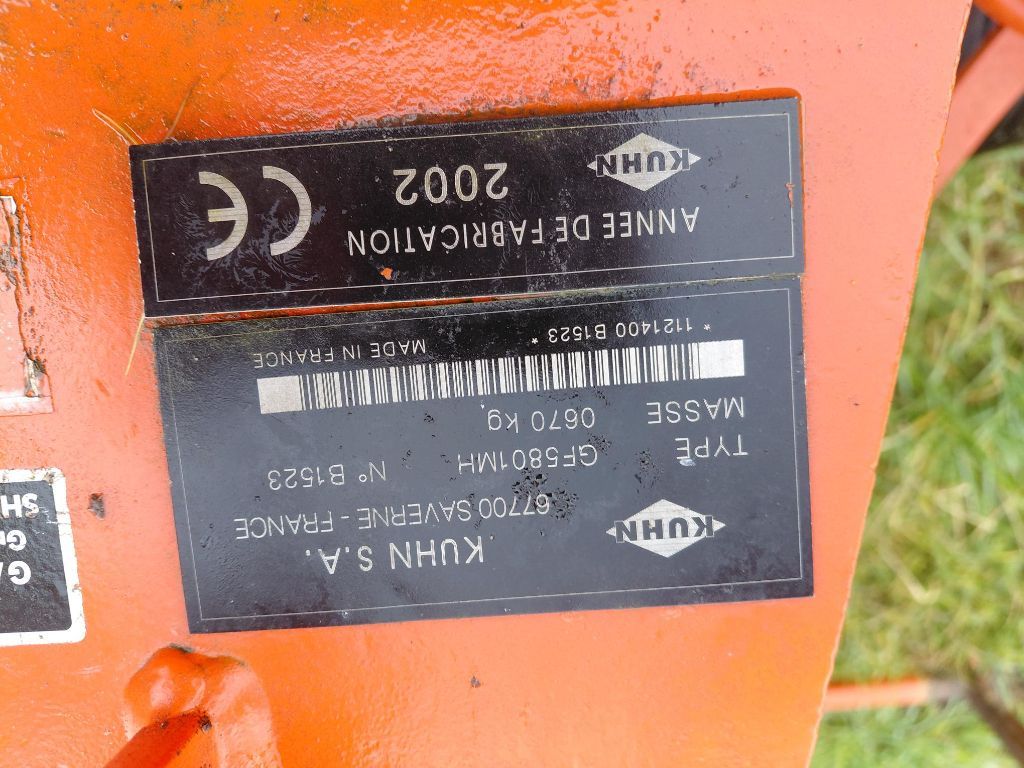 KUHN
KUHN S.A.
67700 SAVERNE - FRANCE
TYPE GF5801MH N° B1523
MASSE 0670 kg
* 1121400 B1523 * MADE IN FRANCE
ANNEE DE FABRICATION
KUHN 2002 CE